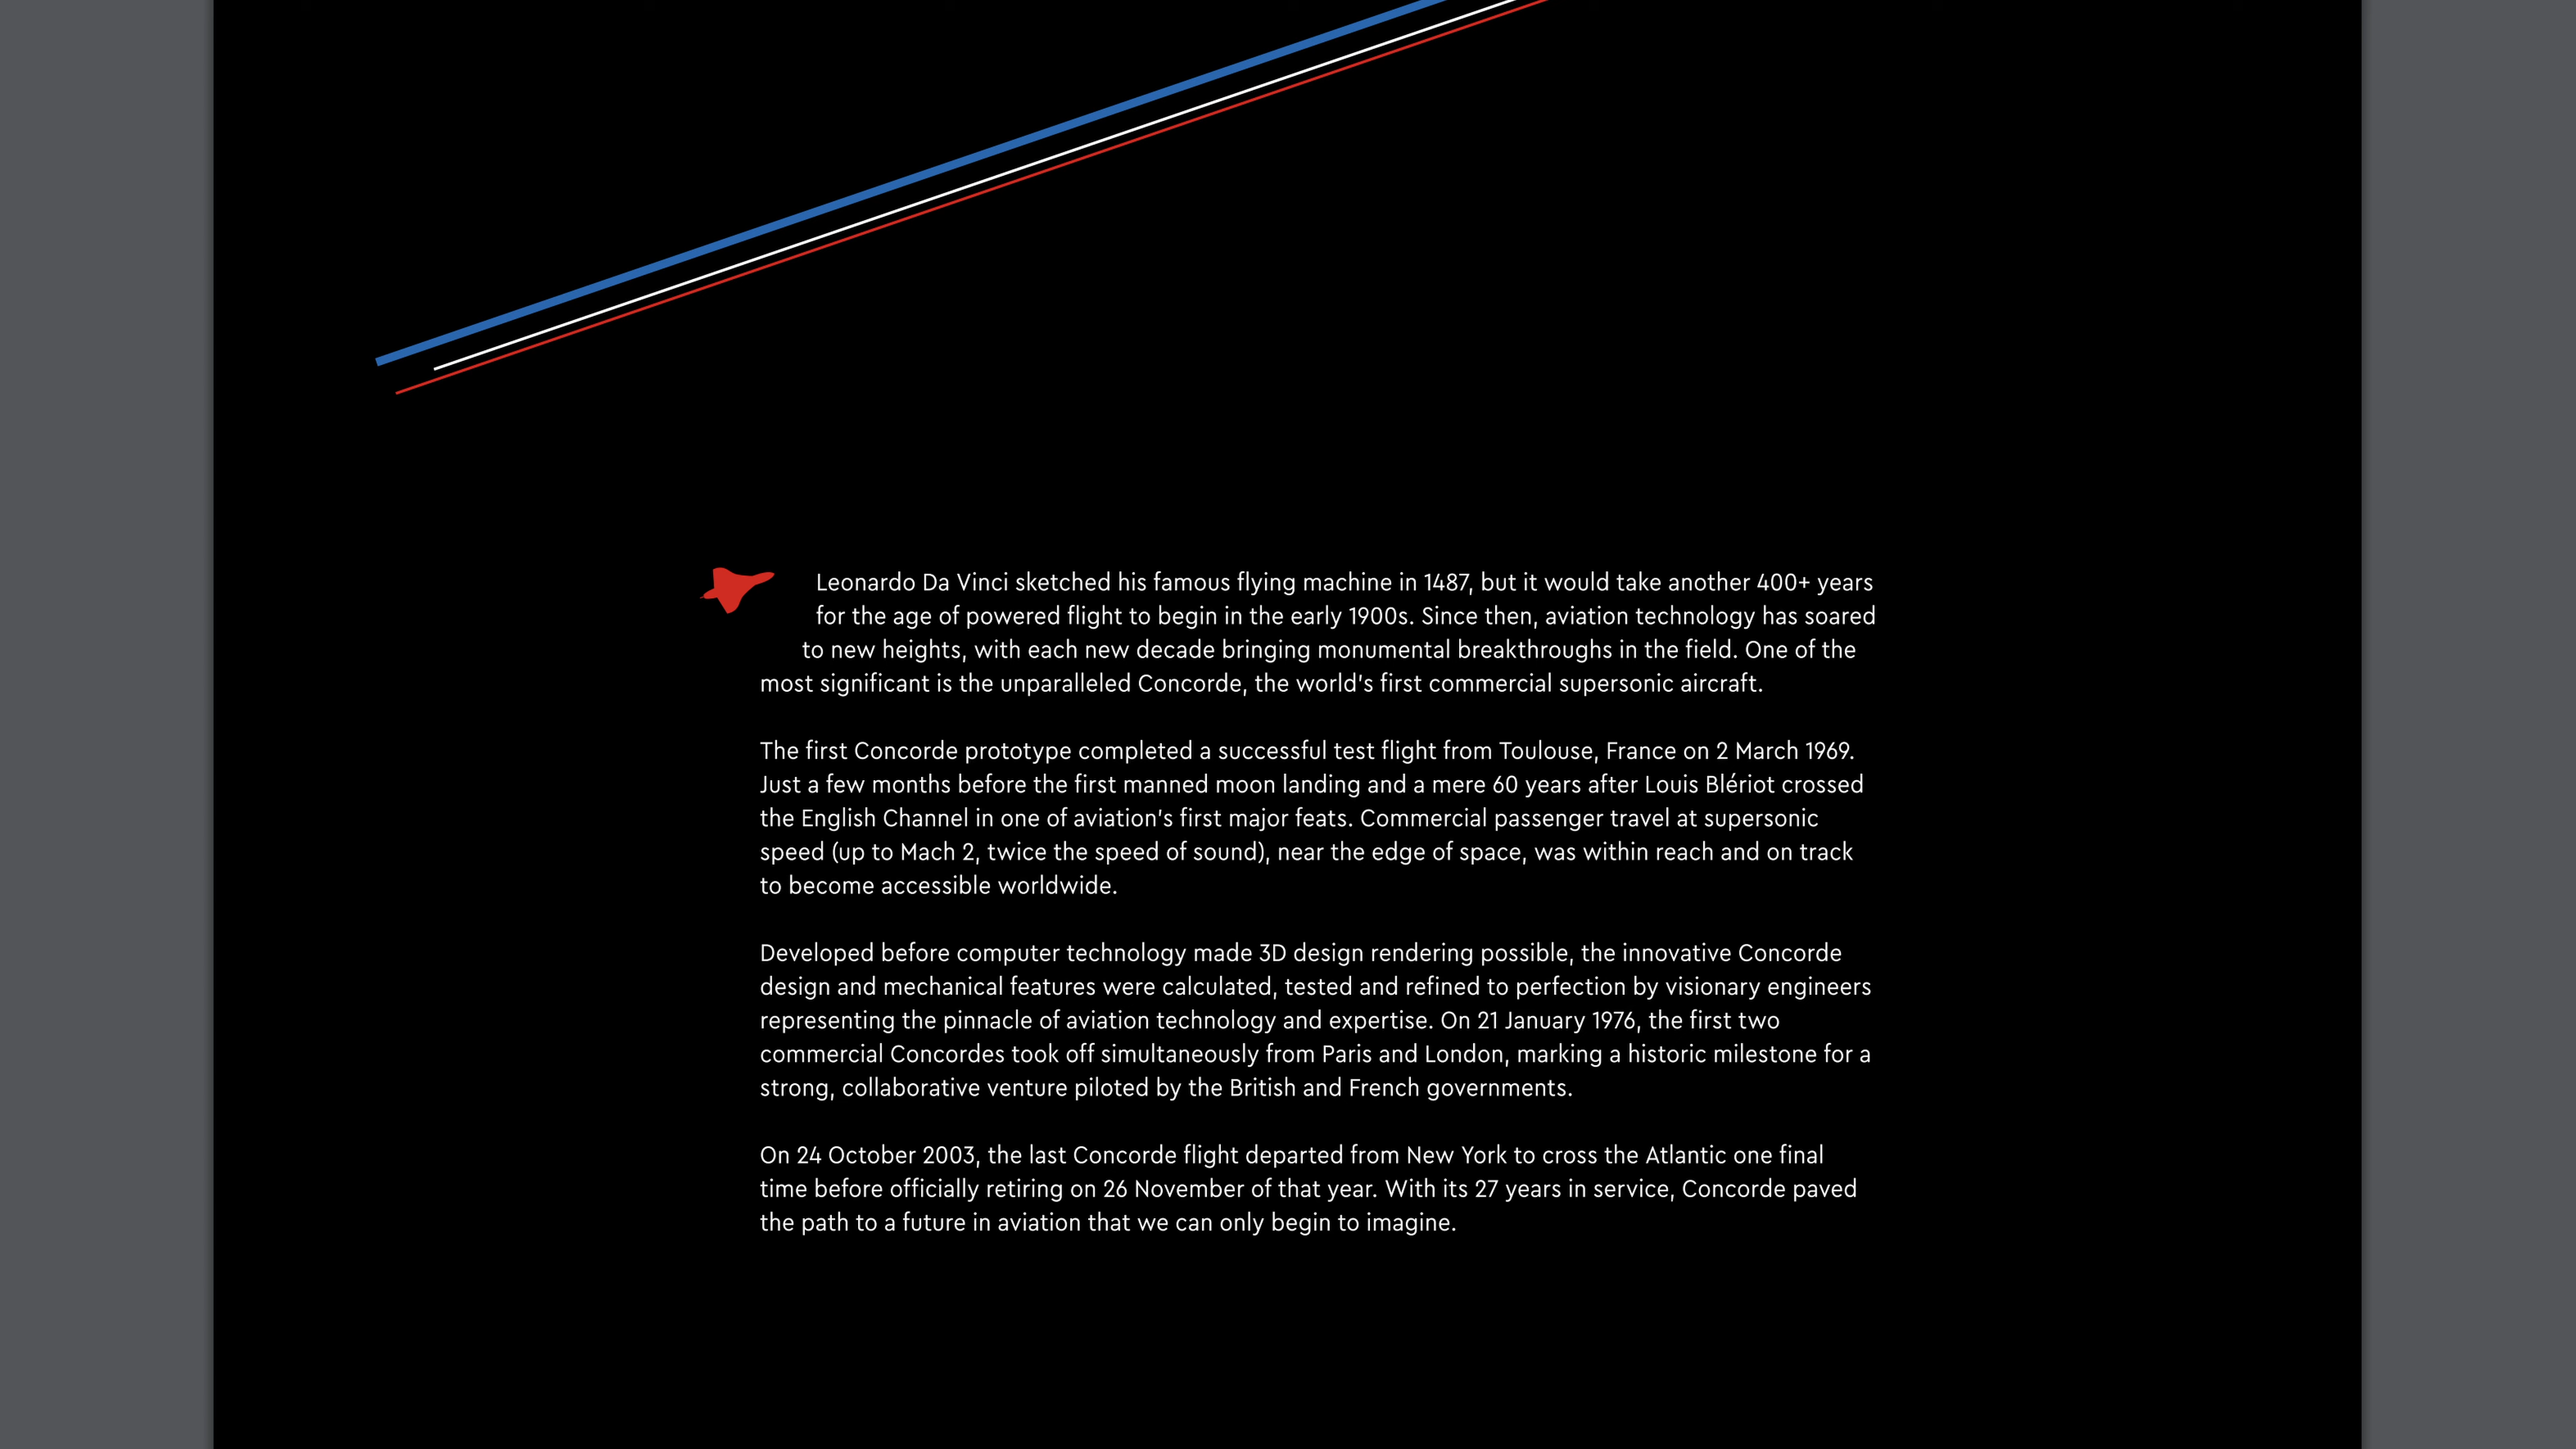 Leonardo Da Vinci sketched his famous flying machine in 1487, but it would take another 400+ years
for the age of powered flight to begin in the early 1900s. Since then, aviation technology has soared
to new heights, with each new decade bringing monumental breakthroughs in the field. One of the
most significant is the unparalleled Concorde, the world's first commercial supersonic aircraft.
The first Concorde prototype completed a successful test flight from Toulouse, France on 2 March 1969.
Just a few months before the first manned moon landing and a mere 60 years after Louis Blériot crossed
the English Channel in one of aviation's first major feats. Commercial passenger travel at supersonic
speed (up to Mach 2, twice the speed of sound), near the edge of space, was within reach and on track
to become accessible worldwide.
Developed before computer technology made 3D design rendering possible, the innovative Concorde
design and mechanical features were calculated, tested and refined to perfection by visionary engineers
representing the pinnacle of aviation technology and expertise. On 21 January 1976, the first two
commercial Concordes took off simultaneously from Paris and London, marking a historic milestone for a
strong, collaborative venture piloted by the British and French governments.
On 24 October 2003, the last Concorde flight departed from New York to cross the Atlantic one final
time before officially retiring on 26 November of that year. With its 27 years in service, Concorde paved
the path to a future in aviation that we can only begin to imagine.